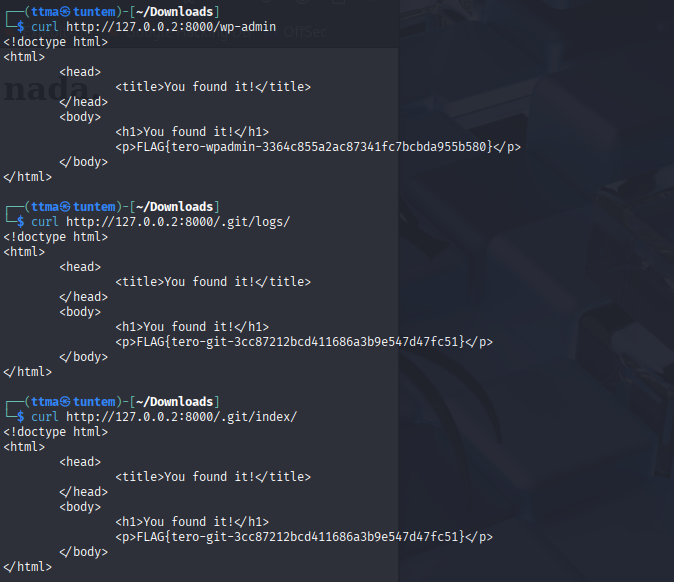 ┌──(ttma㉿tuntem)-[~/Downloads]
└─$ curl http://127.0.0.2:8000/wp-admin
<!doctype html>
OffSec
<html>
<head>
<title>You found it!</title>
nada.
</head>
<body>
<h1>You found it!</h1>
<p>FLAG{tero-wpadmin-3364c855a2ac87341fc7bcbda955b580}</p>
</body>
</html>
┌──(ttma㉿tuntem)-[~/Downloads]
└─$ curl http://127.0.0.2:8000/.git/logs/
<!doctype html>
<html>
<head>
<title>You found it!</title>
</head>
<body>
<h1>You found it!</h1>
<p>FLAG{tero-git-3cc87212bcd411686a3b9e547d47fc51}</p>
</body>
</html>
┌──(ttma㉿tuntem)-[~/Downloads]
└─$ curl http://127.0.0.2:8000/.git/index/
<!doctype html>
<html>
<head>
<title>You found it!</title>
</head>
<body>
<h1>You found it!</h1>
<p>FLAG{tero-git-3cc87212bcd411686a3b9e547d47fc51}</p>
</body>
</html>